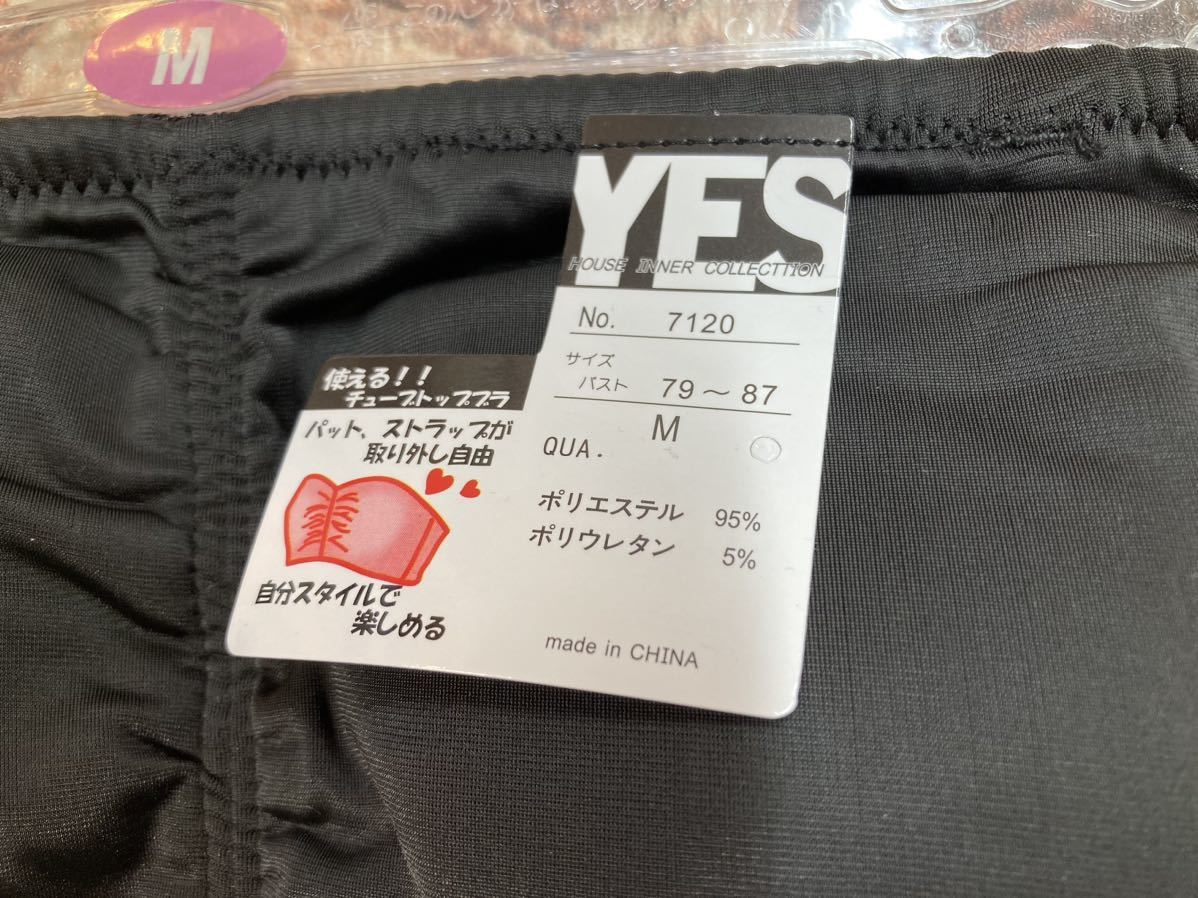 M
YES
HOUSE INNER COLLECTTION
No. 7120
サイズ
バスト 79～87
M
QUA.
ポリエステル 95%
ポリウレタン 5%
made in CHINA
使える！！
チューブトップブラ
パット、ストラップが
取り外し自由
自分スタイルで
楽しめる